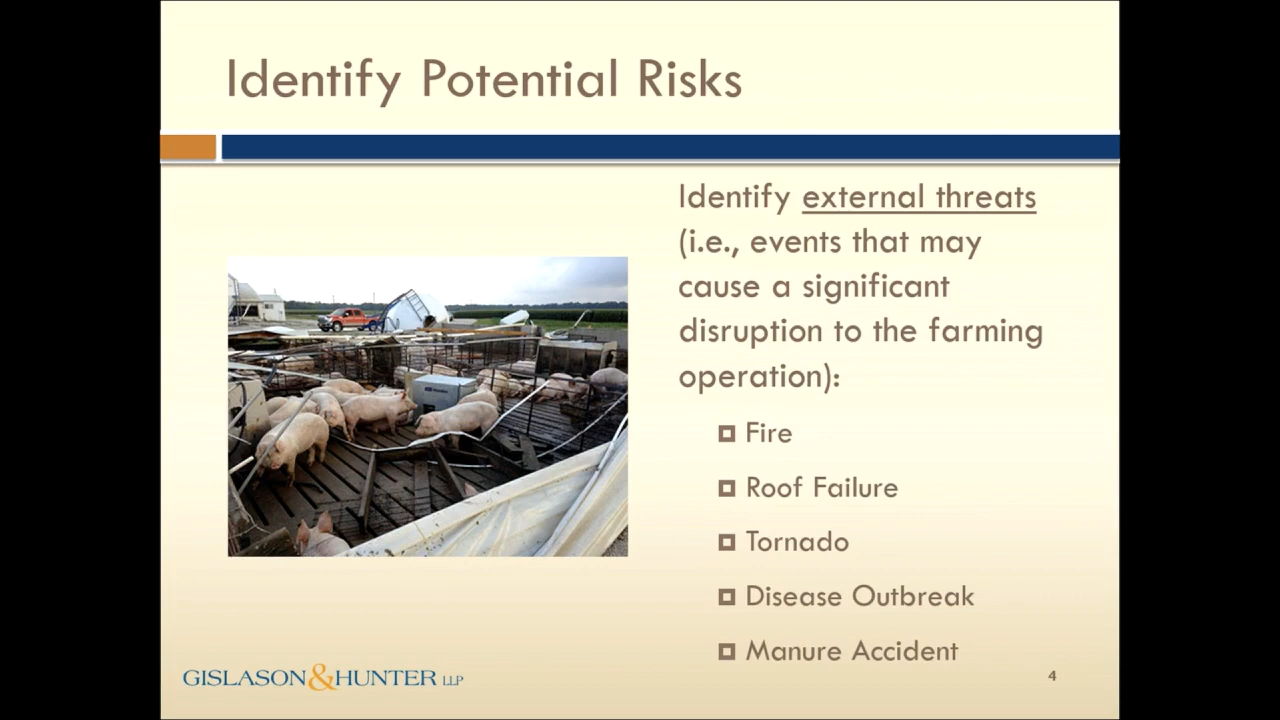 Identify Potential Risks
Identify external threats
(i.e., events that may
cause a significant
disruption to the farming
operation):
Fire
Roof Failure
Tornado
Disease Outbreak
Manure Accident
GISLASON&HUNTER LLP
4